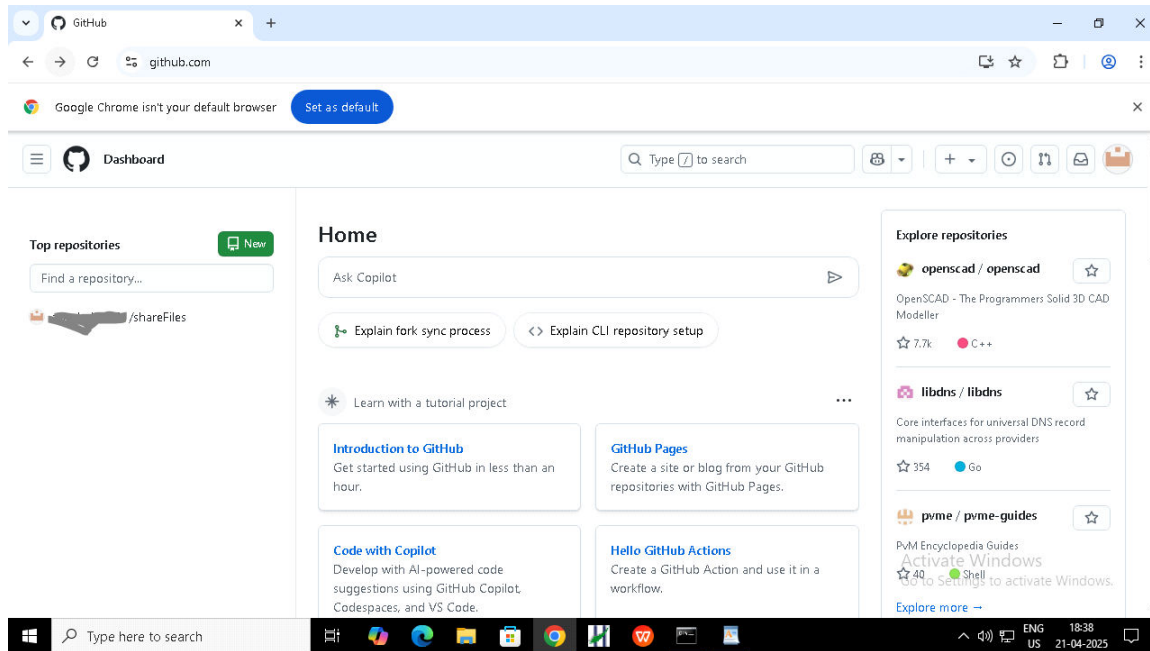 GitHub
github.com
Google Chrome isn't your default browser
Set as default
Dashboard
Type / to search
Top repositories
New
Find a repository...
/shareFiles
Home
Ask Copilot
Explain fork sync process
Explain CLI repository setup
Learn with a tutorial project
Introduction to GitHub
Get started using GitHub in less than an
hour.
GitHub Pages
Create a site or blog from your GitHub
repositories with GitHub Pages.
Code with Copilot
Develop with AI-powered code
suggestions using GitHub Copilot,
Codespaces, and VS Code.
Hello GitHub Actions
Create a GitHub Action and use it in a
workflow.
Explore repositories
openscad / openscad
OpenSCAD - The Programmers Solid 3D CAD
Modeller
7.7k C++
libdns / libdns
Core interfaces for universal DNS record
manipulation across providers
354 Go
pvme / pvme-guides
PvM Encyclopedia Guides
40 Shell
Activate Windows
Go to Settings to activate Windows.
Explore more →
Type here to search
ENG
US
18:38
21-04-2025